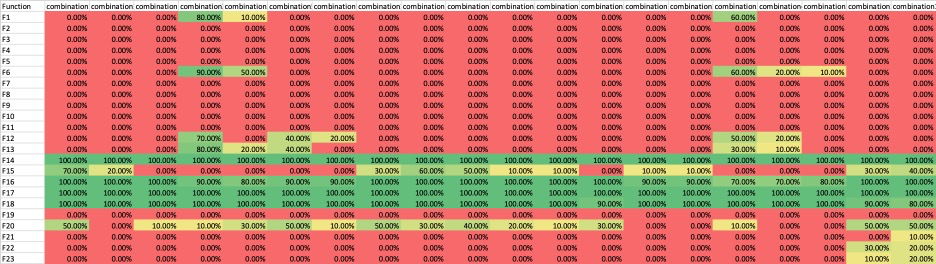 Function combination combination combination combination combination combination combination combination combination combination combination combination combination combination combination combination combination combination combination combination
F1 0.00% 0.00% 0.00% 80.00% 10.00% 0.00% 0.00% 0.00% 0.00% 0.00% 0.00% 0.00% 0.00% 0.00% 0.00% 60.00% 0.00% 0.00% 0.00% 0.00%
F2 0.00% 0.00% 0.00% 0.00% 0.00% 0.00% 0.00% 0.00% 0.00% 0.00% 0.00% 0.00% 0.00% 0.00% 0.00% 0.00% 0.00% 0.00% 0.00% 0.00%
F3 0.00% 0.00% 0.00% 0.00% 0.00% 0.00% 0.00% 0.00% 0.00% 0.00% 0.00% 0.00% 0.00% 0.00% 0.00% 0.00% 0.00% 0.00% 0.00% 0.00%
F4 0.00% 0.00% 0.00% 0.00% 0.00% 0.00% 0.00% 0.00% 0.00% 0.00% 0.00% 0.00% 0.00% 0.00% 0.00% 0.00% 0.00% 0.00% 0.00% 0.00%
F5 0.00% 0.00% 0.00% 0.00% 0.00% 0.00% 0.00% 0.00% 0.00% 0.00% 0.00% 0.00% 0.00% 0.00% 0.00% 0.00% 0.00% 0.00% 0.00% 0.00%
F6 0.00% 0.00% 0.00% 90.00% 50.00% 0.00% 0.00% 0.00% 0.00% 0.00% 0.00% 0.00% 0.00% 0.00% 0.00% 60.00% 20.00% 10.00% 0.00% 0.00%
F7 0.00% 0.00% 0.00% 0.00% 0.00% 0.00% 0.00% 0.00% 0.00% 0.00% 0.00% 0.00% 0.00% 0.00% 0.00% 0.00% 0.00% 0.00% 0.00% 0.00%
F8 0.00% 0.00% 0.00% 0.00% 0.00% 0.00% 0.00% 0.00% 0.00% 0.00% 0.00% 0.00% 0.00% 0.00% 0.00% 0.00% 0.00% 0.00% 0.00% 0.00%
F9 0.00% 0.00% 0.00% 0.00% 0.00% 0.00% 0.00% 0.00% 0.00% 0.00% 0.00% 0.00% 0.00% 0.00% 0.00% 0.00% 0.00% 0.00% 0.00% 0.00%
F10 0.00% 0.00% 0.00% 0.00% 0.00% 0.00% 0.00% 0.00% 0.00% 0.00% 0.00% 0.00% 0.00% 0.00% 0.00% 0.00% 0.00% 0.00% 0.00% 0.00%
F11 0.00% 0.00% 0.00% 0.00% 0.00% 0.00% 0.00% 0.00% 0.00% 0.00% 0.00% 0.00% 0.00% 0.00% 0.00% 0.00% 0.00% 0.00% 0.00% 0.00%
F12 0.00% 0.00% 0.00% 70.00% 0.00% 40.00% 20.00% 0.00% 0.00% 0.00% 0.00% 0.00% 0.00% 0.00% 0.00% 50.00% 20.00% 0.00% 0.00% 0.00%
F13 0.00% 0.00% 0.00% 80.00% 20.00% 40.00% 0.00% 0.00% 0.00% 0.00% 0.00% 0.00% 0.00% 0.00% 0.00% 30.00% 10.00% 0.00% 0.00% 0.00%
F14 100.00% 100.00% 100.00% 100.00% 100.00% 100.00% 100.00% 100.00% 100.00% 100.00% 100.00% 100.00% 100.00% 100.00% 100.00% 100.00% 100.00% 100.00% 100.00% 100.00%
F15 70.00% 20.00% 0.00% 0.00% 0.00% 0.00% 0.00% 30.00% 60.00% 50.00% 10.00% 10.00% 0.00% 10.00% 10.00% 0.00% 0.00% 0.00% 30.00% 40.00%
F16 100.00% 100.00% 100.00% 100.00% 80.00% 90.00% 90.00% 100.00% 100.00% 100.00% 100.00% 100.00% 100.00% 90.00% 90.00% 70.00% 70.00% 80.00% 100.00% 100.00%
F17 100.00% 100.00% 100.00% 100.00% 100.00% 100.00% 100.00% 100.00% 100.00% 100.00% 100.00% 100.00% 100.00% 100.00% 100.00% 100.00% 100.00% 100.00% 100.00% 100.00%
F18 100.00% 100.00% 100.00% 100.00% 100.00% 100.00% 100.00% 100.00% 100.00% 100.00% 100.00% 100.00% 90.00% 100.00% 100.00% 100.00% 100.00% 100.00% 90.00% 80.00%
F19 0.00% 0.00% 0.00% 0.00% 0.00% 0.00% 0.00% 0.00% 0.00% 0.00% 0.00% 0.00% 0.00% 0.00% 0.00% 0.00% 0.00% 0.00% 0.00% 0.00%
F20 50.00% 0.00% 10.00% 10.00% 30.00% 50.00% 10.00% 50.00% 30.00% 40.00% 20.00% 10.00% 30.00% 0.00% 0.00% 10.00% 0.00% 0.00% 50.00% 50.00%
F21 0.00% 0.00% 0.00% 0.00% 0.00% 0.00% 0.00% 0.00% 0.00% 0.00% 0.00% 0.00% 0.00% 0.00% 0.00% 0.00% 0.00% 0.00% 0.00% 10.00%
F22 0.00% 0.00% 0.00% 0.00% 0.00% 0.00% 0.00% 0.00% 0.00% 0.00% 0.00% 0.00% 0.00% 0.00% 0.00% 0.00% 0.00% 0.00% 30.00% 20.00%
F23 0.00% 0.00% 0.00% 0.00% 0.00% 0.00% 0.00% 0.00% 0.00% 0.00% 0.00% 0.00% 0.00% 0.00% 0.00% 0.00% 0.00% 0.00% 10.00% 20.00%